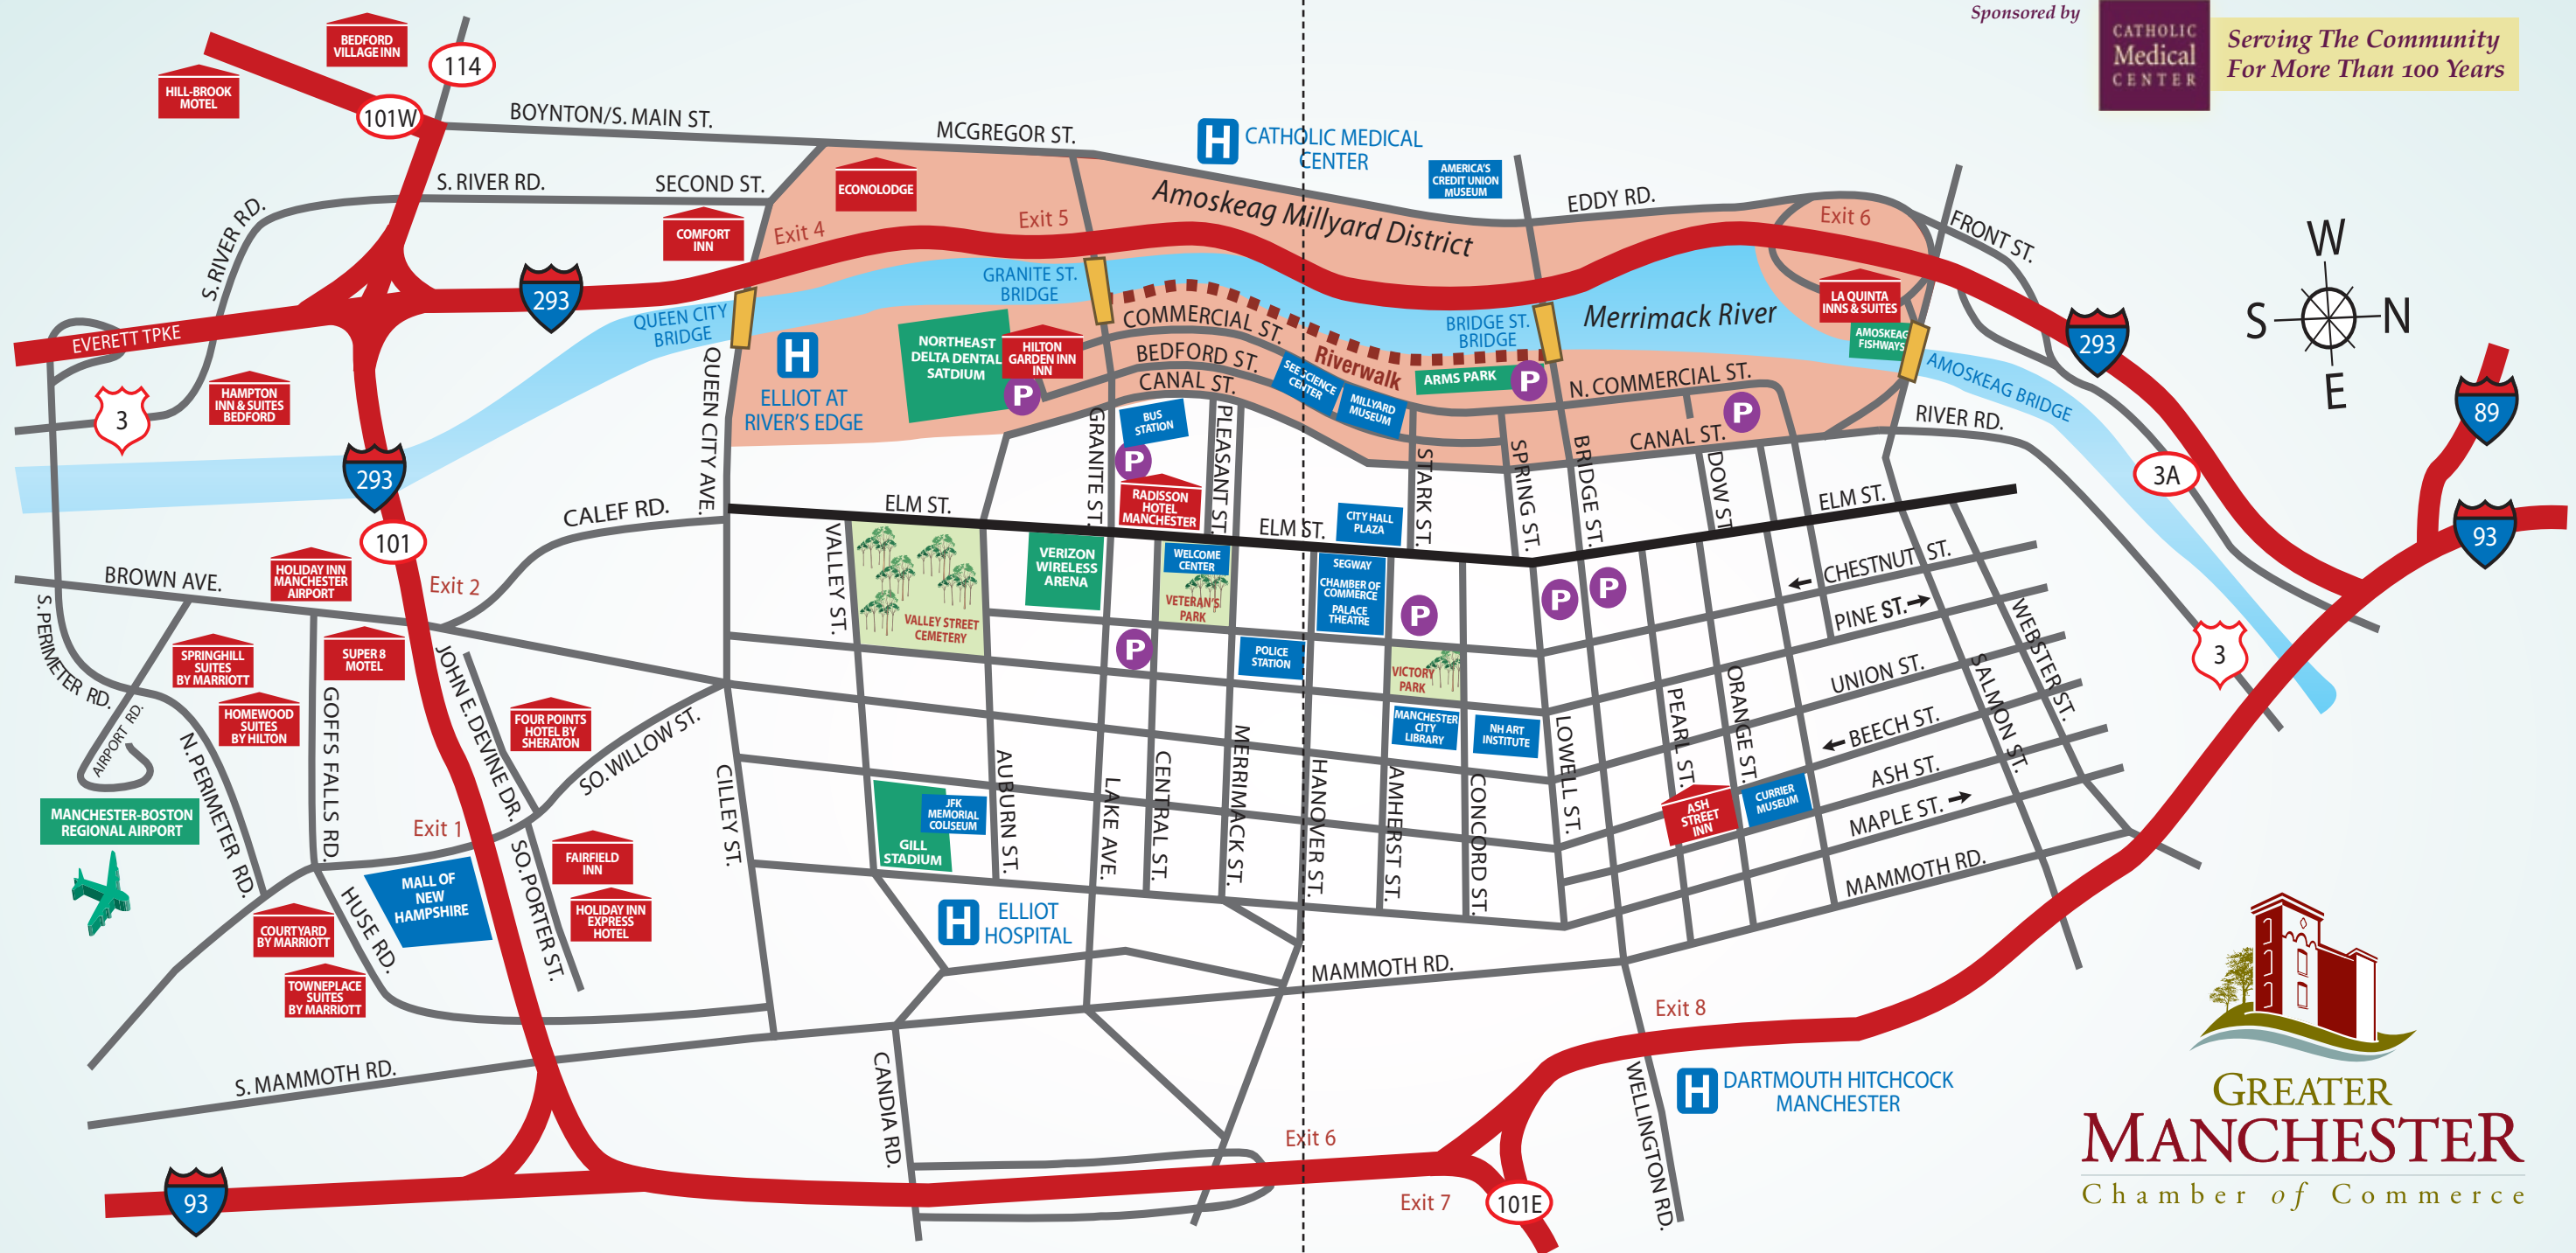 Sponsored by
CATHOLIC
Medical
CENTER
Serving The Community
For More Than 100 Years
BEDFORD
VILLAGE INN
114
HILL-BROOK
MOTEL
101W
BOYNTON/S. MAIN ST.
MCGREGOR ST.
H
CATHOLIC MEDICAL
CENTER
AMERICA'S
CREDIT UNION
MUSEUM
S. RIVER RD.
SECOND ST.
ECONOLODGE
Amoskeag Millyard District
EDDY RD.
Exit 6
FRONT ST.
S. RIVER RD.
COMFORT
INN
Exit 4
Exit 5
W
S
N
E
293
GRANITE ST.
BRIDGE
QUEEN CITY
BRIDGE
EVERETT TPKE
COMMERCIAL ST.
BRIDGE ST.
BRIDGE
Merrimack River
LA QUINTA
INNS & SUITES
AMOSKEAG
FISHWAYS
293
AMOSKEAG BRIDGE
H
ELLIOT AT
RIVER'S EDGE
NORTHEAST
DELTA DENTAL
SATDIUM
HILTON
GARDEN INN
P
BEDFORD ST.
CANAL ST.
Riverwalk
SEE SCIENCE
CENTER
MILLYARD
MUSEUM
ARMS PARK
P
N. COMMERCIAL ST.
P
CANAL ST.
RIVER RD.
89
3
HAMPTON
INN & SUITES
BEDFORD
QUEEN CITY AVE.
GRANITE ST.
BUS
STATION
P
PLEASANT ST.
STARK ST.
SPRING ST.
BRIDGE ST.
DOW ST.
3A
293
101
CALEF RD.
ELM ST.
RADISSON
HOTEL
MANCHESTER
ELM ST.
CITY HALL
PLAZA
ELM ST.
93
BROWN AVE.
HOLIDAY INN
MANCHESTER
AIRPORT
Exit 2
VALLEY ST.
VALLEY STREET
CEMETERY
VERIZON
WIRELESS
ARENA
WELCOME
CENTER
VETERAN'S
PARK
SEGWAY
CHAMBER OF
COMMERCE
PALACE
THEATRE
P
P
P
CHESTNUT ST.
PINE ST.
WEBSTER ST.
3
S. PERIMETER RD.
SPRINGHILL
SUITES
BY MARRIOTT
SUPER 8
MOTEL
P
POLICE
STATION
VICTORY
PARK
UNION ST.
SALMON ST.
HOMEWOOD
SUITES
BY HILTON
GOFFS FALLS RD.
JOHN E. DEVINE DR.
FOUR POINTS
HOTEL BY
SHERATON
SO. WILLOW ST.
MANCHESTER
CITY
LIBRARY
NH ART
INSTITUTE
LOWELL ST.
PEARL ST.
ORANGE ST.
BEECH ST.
AIRPORT RD.
N. PERIMETER RD.
MANCHESTER-BOSTON
REGIONAL AIRPORT
Exit 1
CILLEY ST.
GILL
STADIUM
JFK
MEMORIAL
COLISEUM
AUBURN ST.
LAKE AVE.
CENTRAL ST.
MERRIMACK ST.
HANOVER ST.
AMHERST ST.
CONCORD ST.
ASH
STREET
INN
CURRIER
MUSEUM
ASH ST.
MAPLE ST.
MAMMOTH RD.
FAIRFIELD
INN
MALL OF
NEW
HAMPSHIRE
HUSE RD.
SO. PORTER ST.
HOLIDAY INN
EXPRESS
HOTEL
COURTYARD
BY MARRIOTT
TOWNEPLACE
SUITES
BY MARRIOTT
H
ELLIOT
HOSPITAL
MAMMOTH RD.
S. MAMMOTH RD.
CANDIA RD.
Exit 8
WELLINGTON RD.
H
DARTMOUTH HITCHCOCK
MANCHESTER
Exit 6
Exit 7
101E
93
GREATER
MANCHESTER
Chamber of Commerce